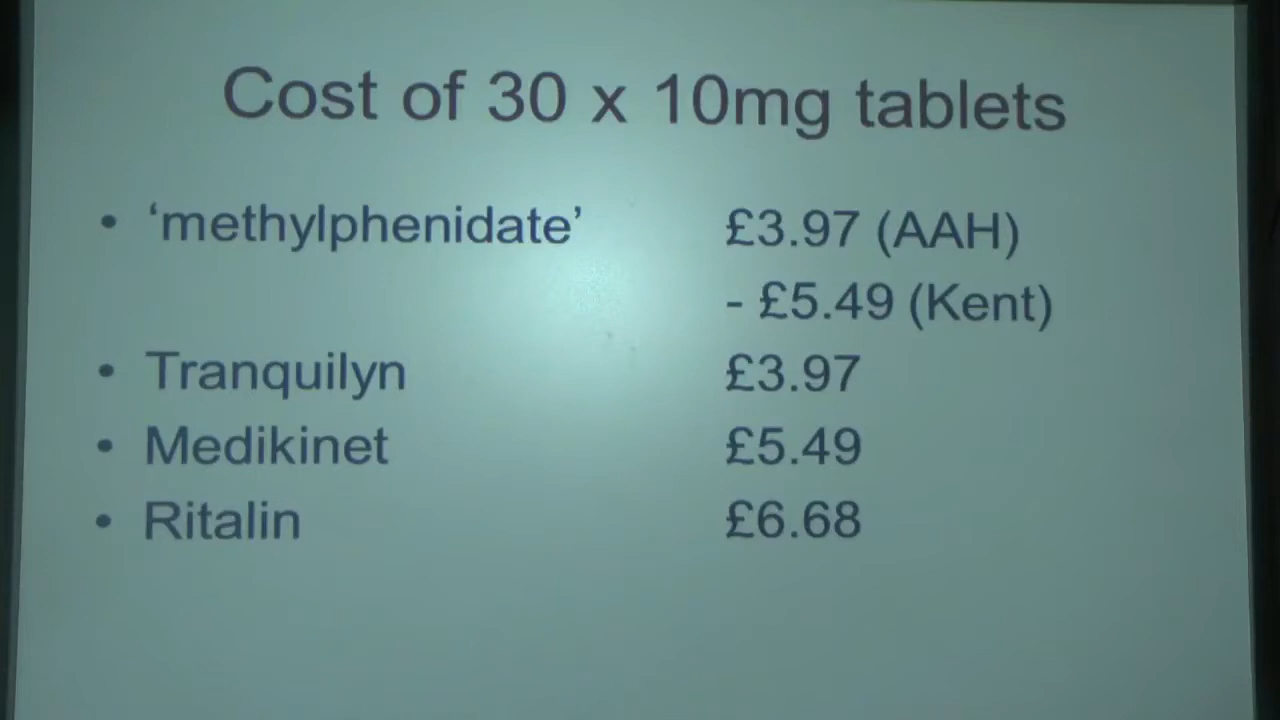 Cost of 30 x 10mg tablets
• ‘methylphenidate’ £3.97 (AAH)
- £5.49 (Kent)
• Tranquilyn £3.97
• Medikinet £5.49
• Ritalin £6.68